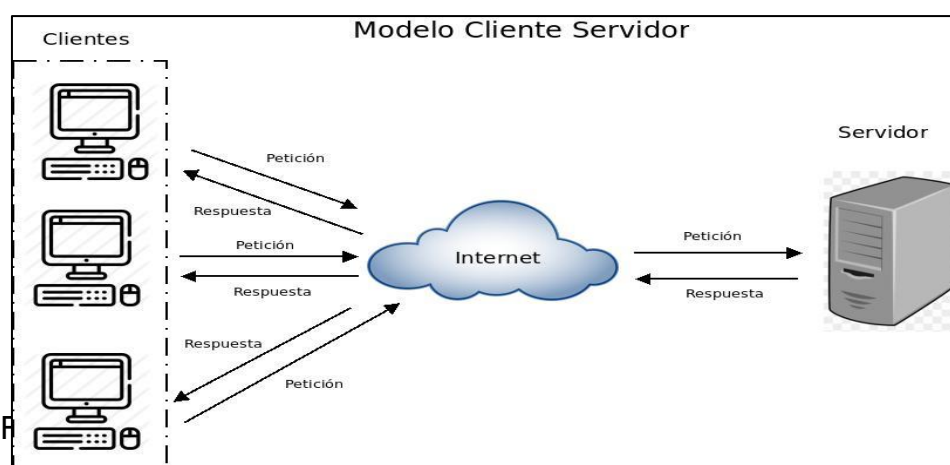 Modelo Cliente Servidor
Clientes
Servidor
Petición
Respuesta
Petición
Respuesta
Internet
Petición
Respuesta
Respuesta
Petición